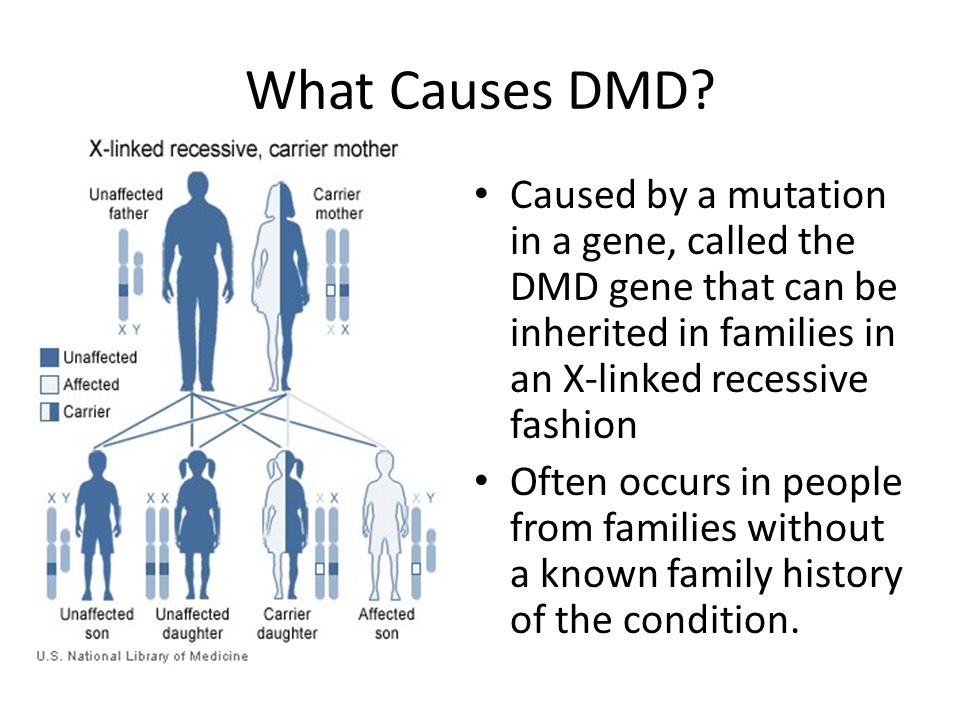 What Causes DMD?
X-linked recessive, carrier mother
Unaffected
father
Carrier
mother
X Y
X X
Unaffected
Affected
Carrier
X Y
X X
X X
X Y
Unaffected
son
Unaffected
daughter
Carrier
daughter
Affected
son
U.S. National Library of Medicine
• Caused by a mutation
in a gene, called the
DMD gene that can be
inherited in families in
an X-linked recessive
fashion
• Often occurs in people
from families without
a known family history
of the condition.